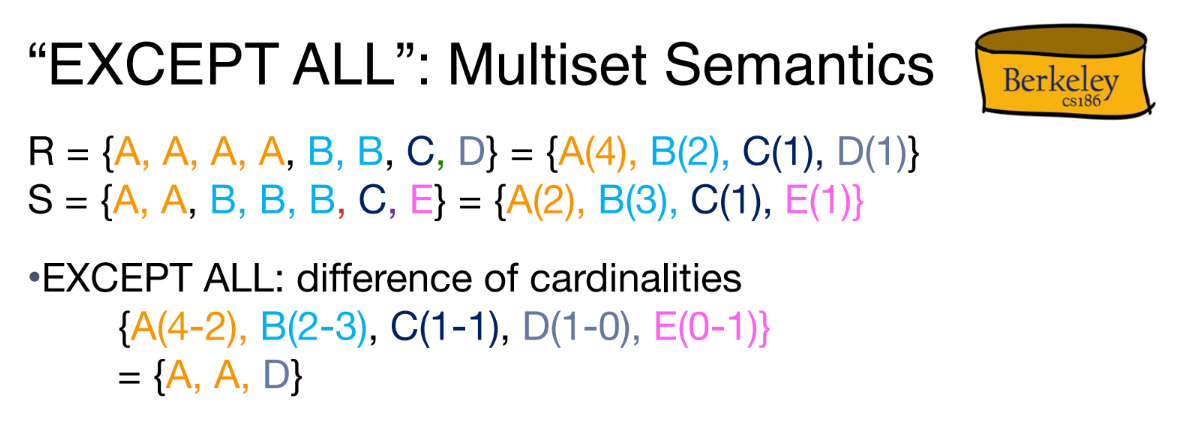 “EXCEPT ALL”: Multiset Semantics
Berkeley
cs186
R = {A, A, A, A, B, B, C, D} = {A(4), B(2), C(1), D(1)}
S = {A, A, B, B, B, C, E} = {A(2), B(3), C(1), E(1)}
•EXCEPT ALL: difference of cardinalities
{A(4-2), B(2-3), C(1-1), D(1-0), E(0-1)}
= {A, A, D}